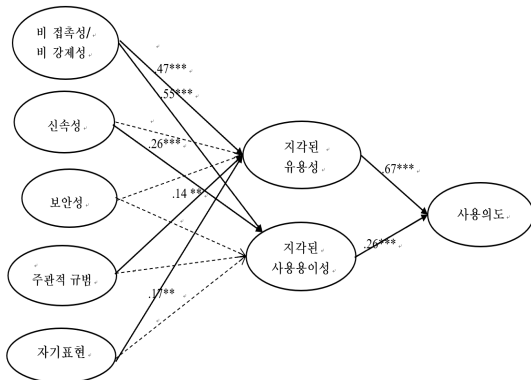 비 접촉성/
비 강제성
.47***
.55***
신속성
.26***
지각된
유용성
.67***
보안성
.14 **
사용의도
지각된
사용용이성
.26***
주관적 규범
.17**
자기표현